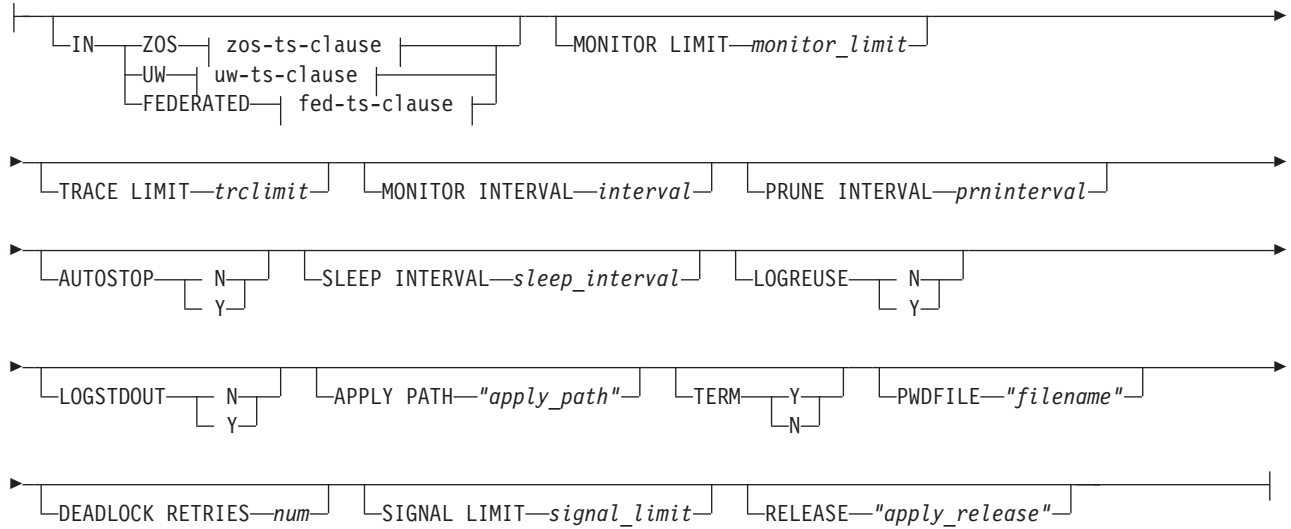 IN ZOS zos-ts-clause MONITOR LIMIT monitor_limit
UW uw-ts-clause
FEDERATED fed-ts-clause
TRACE LIMIT trclimit MONITOR INTERVAL interval PRUNE INTERVAL prninterval
AUTOSTOP N SLEEP INTERVAL sleep_interval LOGREUSE N
Y Y
LOGSTDOUT N APPLY PATH "apply_path" TERM Y PWDFILE "filename"
Y N
DEADLOCK RETRIES num SIGNAL LIMIT signal_limit RELEASE "apply_release"